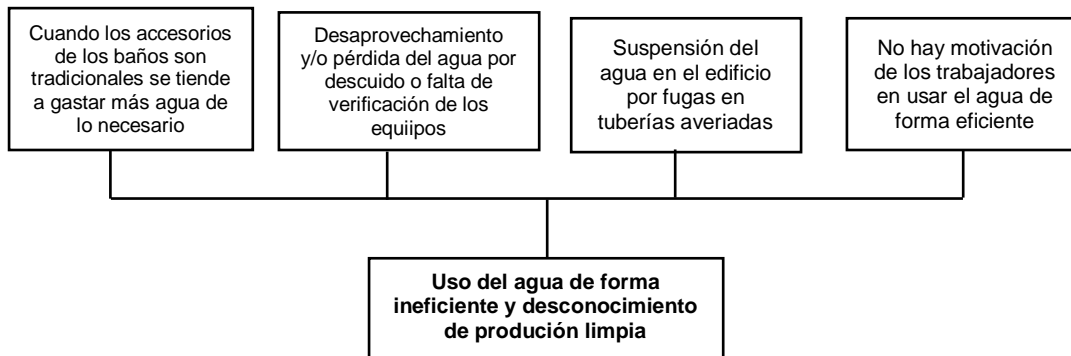 Cuando los accesorios
de los baños son
tradicionales se tiende
a gastar más agua de
lo necesario
Desaprovechamiento
y/o pérdida del agua por
descuido o falta de
verificación de los
equiipos
Suspensión del
agua en el edificio
por fugas en
tuberías averiadas
No hay motivación
de los trabajadores
en usar el agua de
forma eficiente
Uso del agua de forma
ineficiente y desconocimiento
de produción limpia